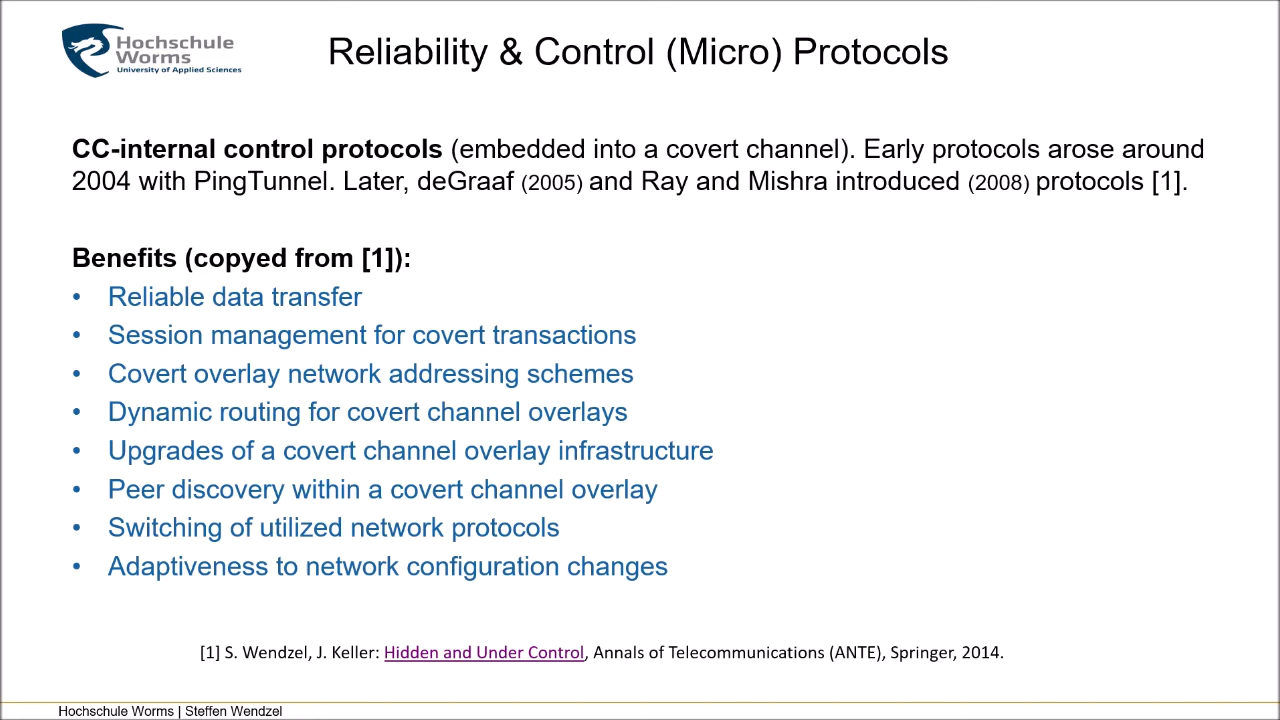 Hochschule
Worms
University of Applied Sciences
Reliability & Control (Micro) Protocols
CC-internal control protocols (embedded into a covert channel). Early protocols arose around
2004 with PingTunnel. Later, deGraaf (2005) and Ray and Mishra introduced (2008) protocols [1].
Benefits (copyed from [1]):
• Reliable data transfer
• Session management for covert transactions
• Covert overlay network addressing schemes
• Dynamic routing for covert channel overlays
• Upgrades of a covert channel overlay infrastructure
• Peer discovery within a covert channel overlay
• Switching of utilized network protocols
• Adaptiveness to network configuration changes
[1] S. Wendzel, J. Keller: Hidden and Under Control, Annals of Telecommunications (ANTE), Springer, 2014.
Hochschule Worms | Steffen Wendzel